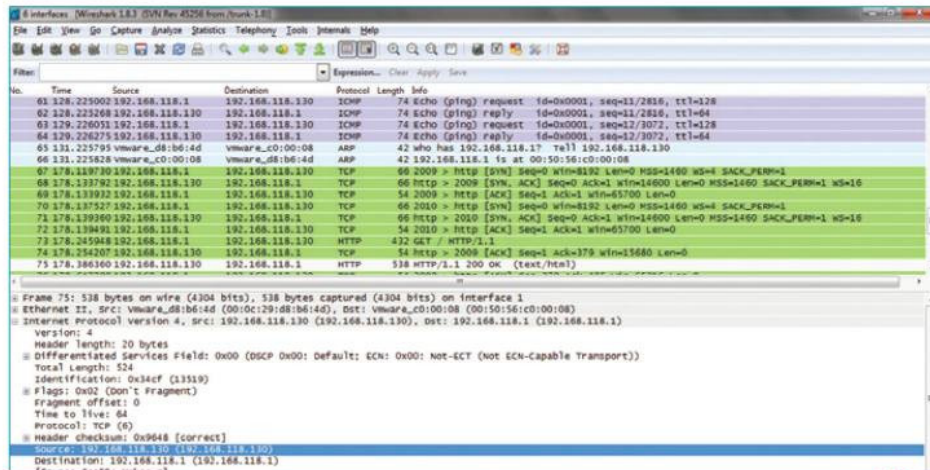 6 interfaces [Wireshark 1.8.3 (SVN Rev 45256 from /trunk-1.8)]
File Edit View Go Capture Analyze Statistics Telephony Tools Internals Help
Filter: Expression... Clear Apply Save
No. Time Source Destination Protocol Length Info
61 128.225002 192.168.118.1 192.168.118.130 ICMP 74 Echo (ping) request id=0x0001, seq=11/2816, ttl=128
62 128.225268 192.168.118.130 192.168.118.1 ICMP 74 Echo (ping) reply id=0x0001, seq=11/2816, ttl=64
63 129.226051 192.168.118.1 192.168.118.130 ICMP 74 Echo (ping) request id=0x0001, seq=12/3072, ttl=128
64 129.226275 192.168.118.130 192.168.118.1 ICMP 74 Echo (ping) reply id=0x0001, seq=12/3072, ttl=64
65 131.225795 Vmware_d8:b6:4d Vmware_c0:00:08 ARP 42 who has 192.168.118.1? Tell 192.168.118.130
66 131.225828 Vmware_c0:00:08 Vmware_d8:b6:4d ARP 42 192.168.118.1 is at 00:50:56:c0:00:08
67 178.119730 192.168.118.1 192.168.118.130 TCP 66 2009 > http [SYN] Seq=0 Win=8192 Len=0 MSS=1460 WS=4 SACK_PERM=1
68 178.133792 192.168.118.130 192.168.118.1 TCP 66 http > 2009 [SYN, ACK] Seq=0 Ack=1 Win=14600 Len=0 MSS=1460 SACK_PERM=1 WS=16
69 178.133932 192.168.118.1 192.168.118.130 TCP 54 2009 > http [ACK] Seq=1 Ack=1 Win=65700 Len=0
70 178.137527 192.168.118.1 192.168.118.130 TCP 66 2010 > http [SYN] Seq=0 Win=8192 Len=0 MSS=1460 WS=4 SACK_PERM=1
71 178.139360 192.168.118.130 192.168.118.1 TCP 66 http > 2010 [SYN, ACK] Seq=0 Ack=1 Win=14600 Len=0 MSS=1460 SACK_PERM=1 WS=16
72 178.139491 192.168.118.1 192.168.118.130 TCP 54 2010 > http [ACK] Seq=1 Ack=1 Win=65700 Len=0
73 178.245948 192.168.118.1 192.168.118.130 HTTP 432 GET / HTTP/1.1
74 178.254207 192.168.118.130 192.168.118.1 TCP 54 http > 2009 [ACK] Seq=1 Ack=379 Win=15680 Len=0
75 178.386360 192.168.118.130 192.168.118.1 HTTP 538 HTTP/1.1 200 OK (text/html)
Frame 75: 538 bytes on wire (4304 bits), 538 bytes captured (4304 bits) on interface 1
Ethernet II, Src: Vmware_d8:b6:4d (00:0c:29:d8:b6:4d), Dst: Vmware_c0:00:08 (00:50:56:c0:00:08)
Internet Protocol Version 4, Src: 192.168.118.130 (192.168.118.130), Dst: 192.168.118.1 (192.168.118.1)
Version: 4
Header length: 20 bytes
Differentiated Services Field: 0x00 (DSCP 0x00: Default; ECN: 0x00: Not-ECT (Not ECN-Capable Transport))
Total Length: 524
Identification: 0x34cf (13519)
Flags: 0x02 (Don't Fragment)
Fragment offset: 0
Time to live: 64
Protocol: TCP (6)
Header checksum: 0x9648 [correct]
Source: 192.168.118.130 (192.168.118.130)
Destination: 192.168.118.1 (192.168.118.1)